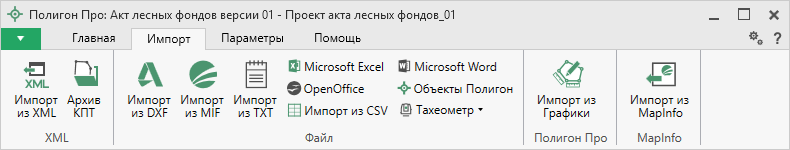 Полигон Про: Акт лесных фондов версии 01 - Проект акта лесных фондов_01
Главная Импорт Параметры Помощь
?
XML
Импорт из XML
Архив КПТ
XML
Импорт из DXF
Импорт из MIF
Импорт из TXT
Microsoft Excel
OpenOffice
Импорт из CSV
Microsoft Word
Объекты Полигон
Тахеометр
Файл
Импорт из Графики
Полигон Про
Импорт из MapInfo
MapInfo